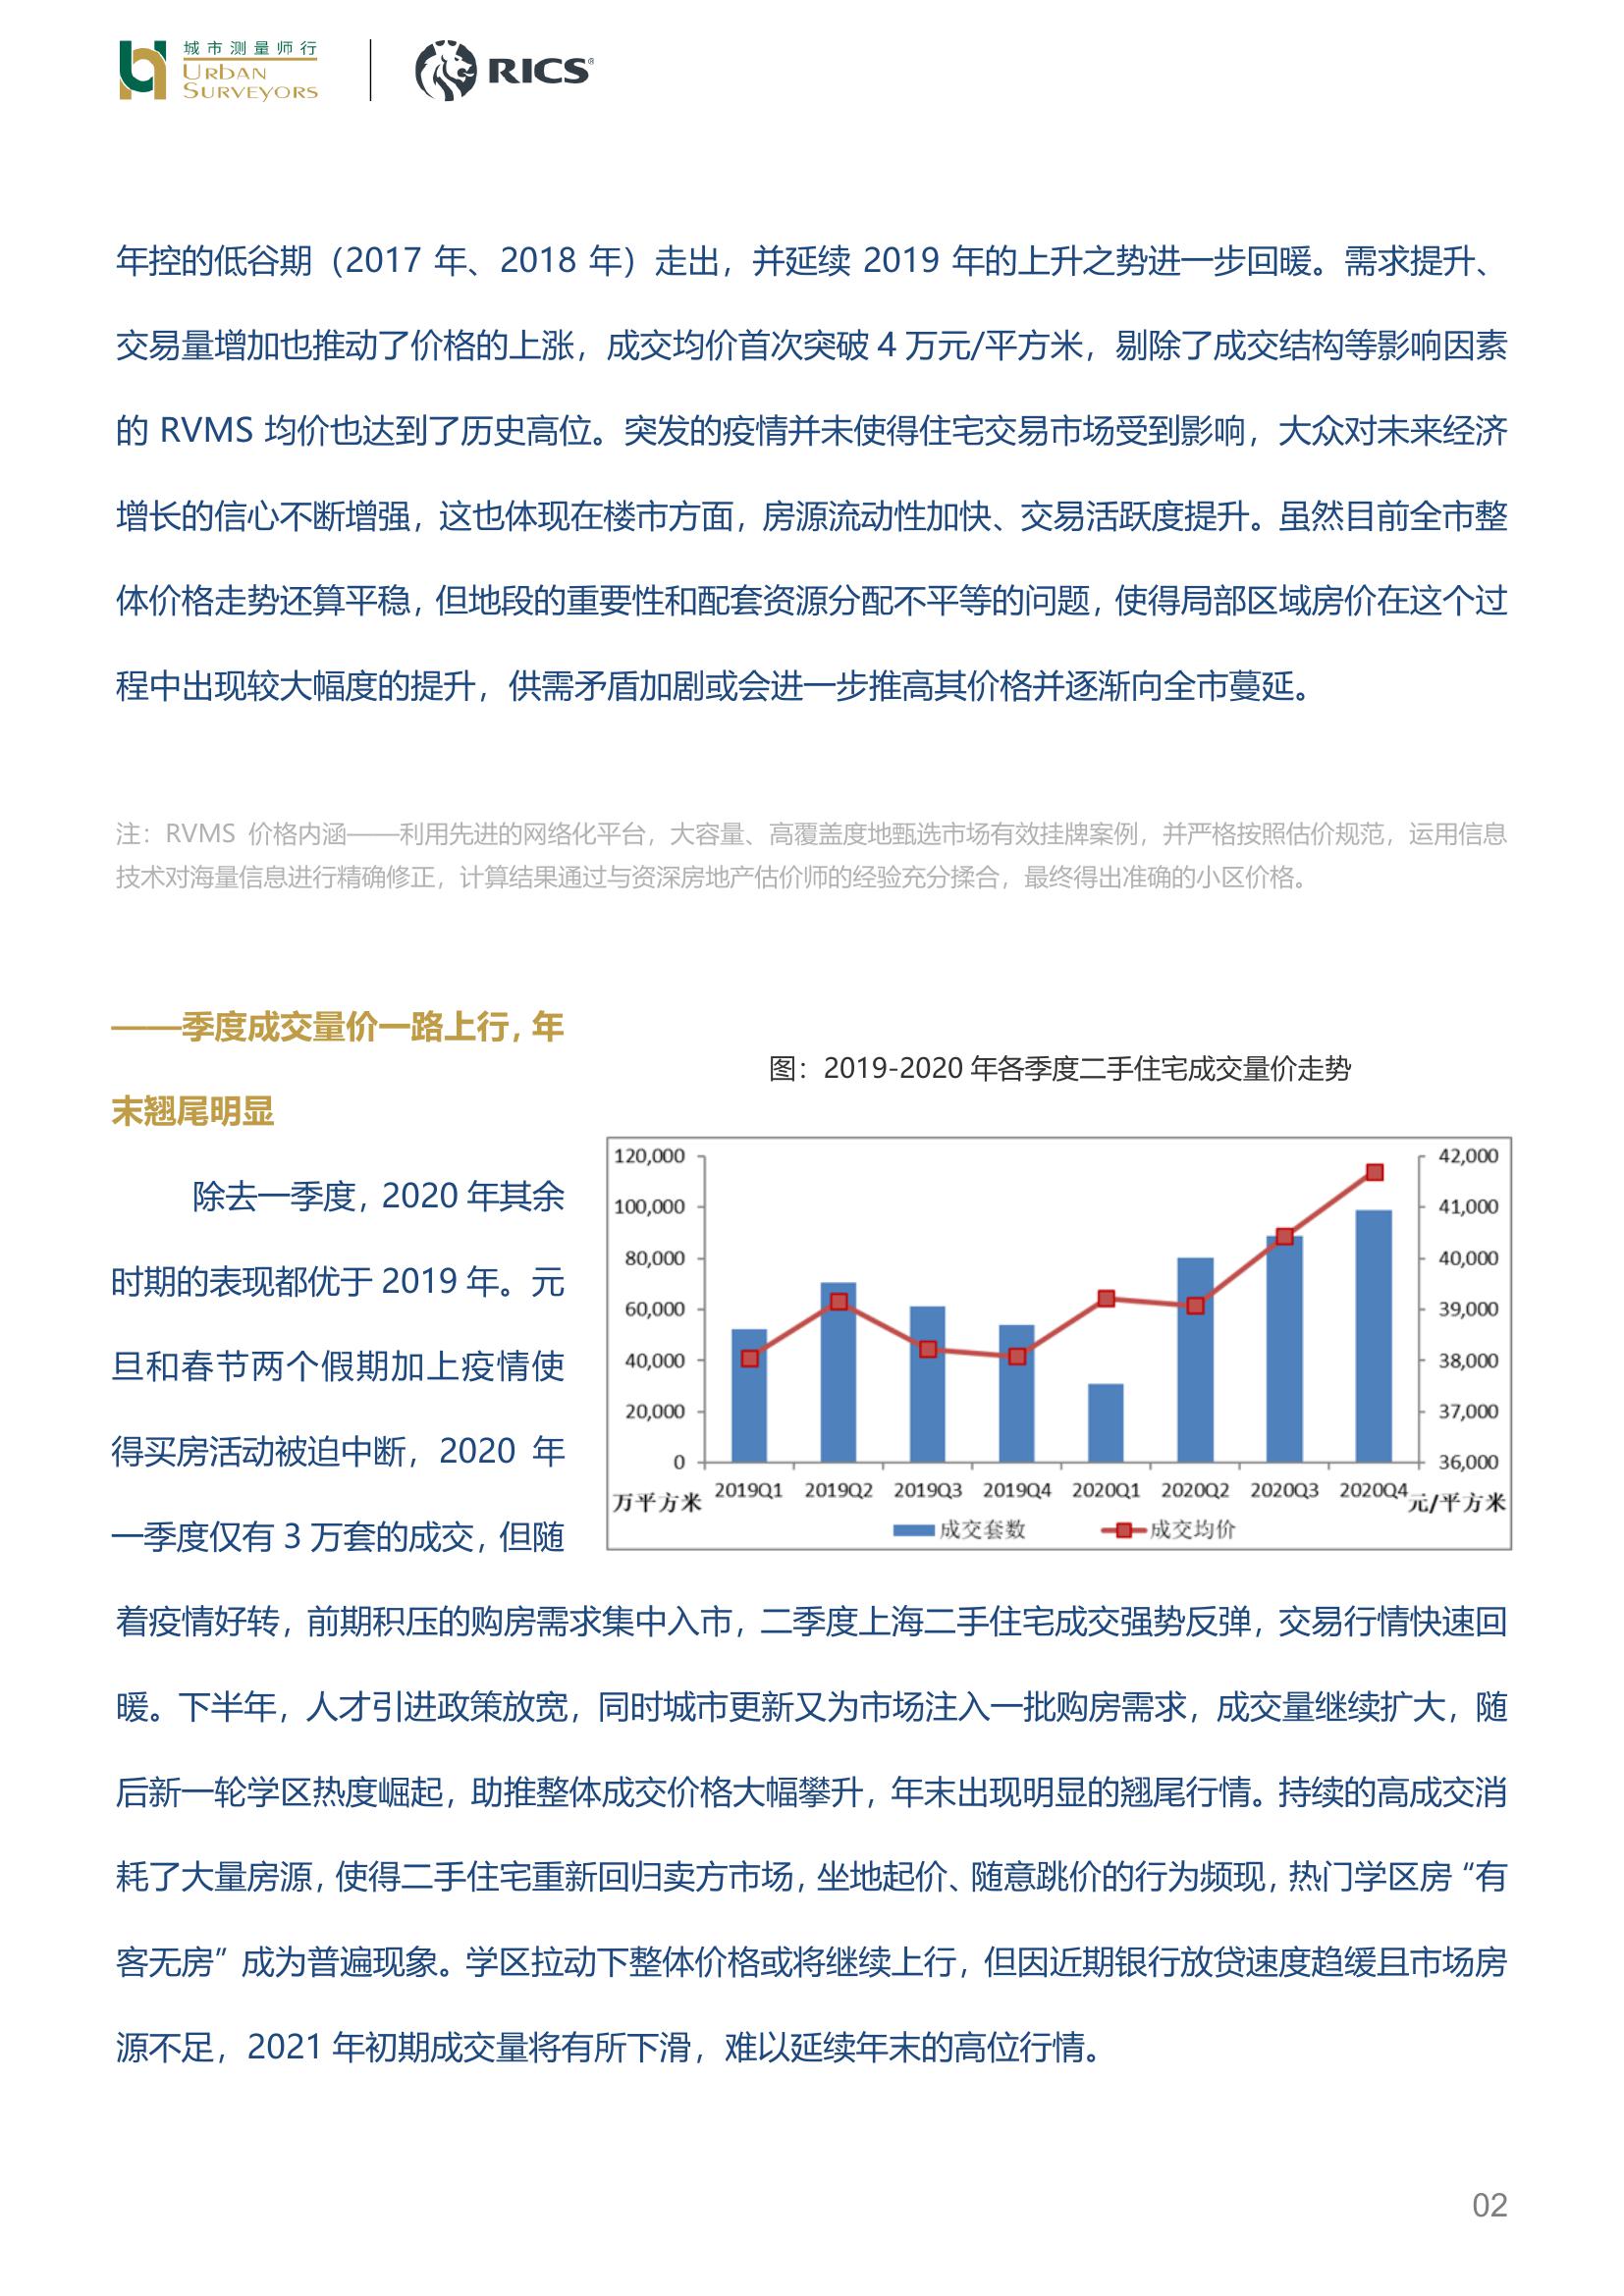 城市测量师行
URBAN
SURVEYORS
RICS®
年控的低谷期（2017 年、2018 年）走出，并延续 2019 年的上升之势进一步回暖。需求提升、
交易量增加也推动了价格的上涨，成交均价首次突破 4 万元/平方米，剔除了成交结构等影响因素
的 RVMS 均价也达到了历史高位。突发的疫情并未使得住宅交易市场受到影响，大众对未来经济
增长的信心不断增强，这也体现在楼市方面，房源流动性加快、交易活跃度提升。虽然目前全市整
体价格走势还算平稳，但地段的重要性和配套资源分配不平等的问题，使得局部区域房价在这个过
程中出现较大幅度的提升，供需矛盾加剧或会进一步推高其价格并逐渐向全市蔓延。
注：RVMS 价格内涵——利用先进的网络化平台，大容量、高覆盖度地甄选市场有效挂牌案例，并严格按照估价规范，运用信息
技术对海量信息进行精确修正，计算结果通过与资深房地产估价师的经验充分揉合，最终得出准确的小区价格。
——季度成交量价一路上行，年
末翘尾明显
除去一季度，2020 年其余
时期的表现都优于 2019 年。元
旦和春节两个假期加上疫情使
得买房活动被迫中断，2020 年
一季度仅有 3 万套的成交，但随
图：2019-2020 年各季度二手住宅成交量价走势
120,000
100,000
80,000
60,000
40,000
20,000
0
42,000
41,000
40,000
39,000
38,000
37,000
36,000
万平方米 2019Q1 2019Q2 2019Q3 2019Q4 2020Q1 2020Q2 2020Q3 2020Q4 元/平方米
成交套数 成交均价
着疫情好转，前期积压的购房需求集中入市，二季度上海二手住宅成交强势反弹，交易行情快速回
暖。下半年，人才引进政策放宽，同时城市更新又为市场注入一批购房需求，成交量继续扩大，随
后新一轮学区热度崛起，助推整体成交价格大幅攀升，年末出现明显的翘尾行情。持续的高成交消
耗了大量房源，使得二手住宅重新回归卖方市场，坐地起价、随意跳价的行为频现，热门学区房“有
客无房”成为普遍现象。学区拉动下整体价格或将继续上行，但因近期银行放贷速度趋缓且市场房
源不足，2021 年初期成交量将有所下滑，难以延续年末的高位行情。
02